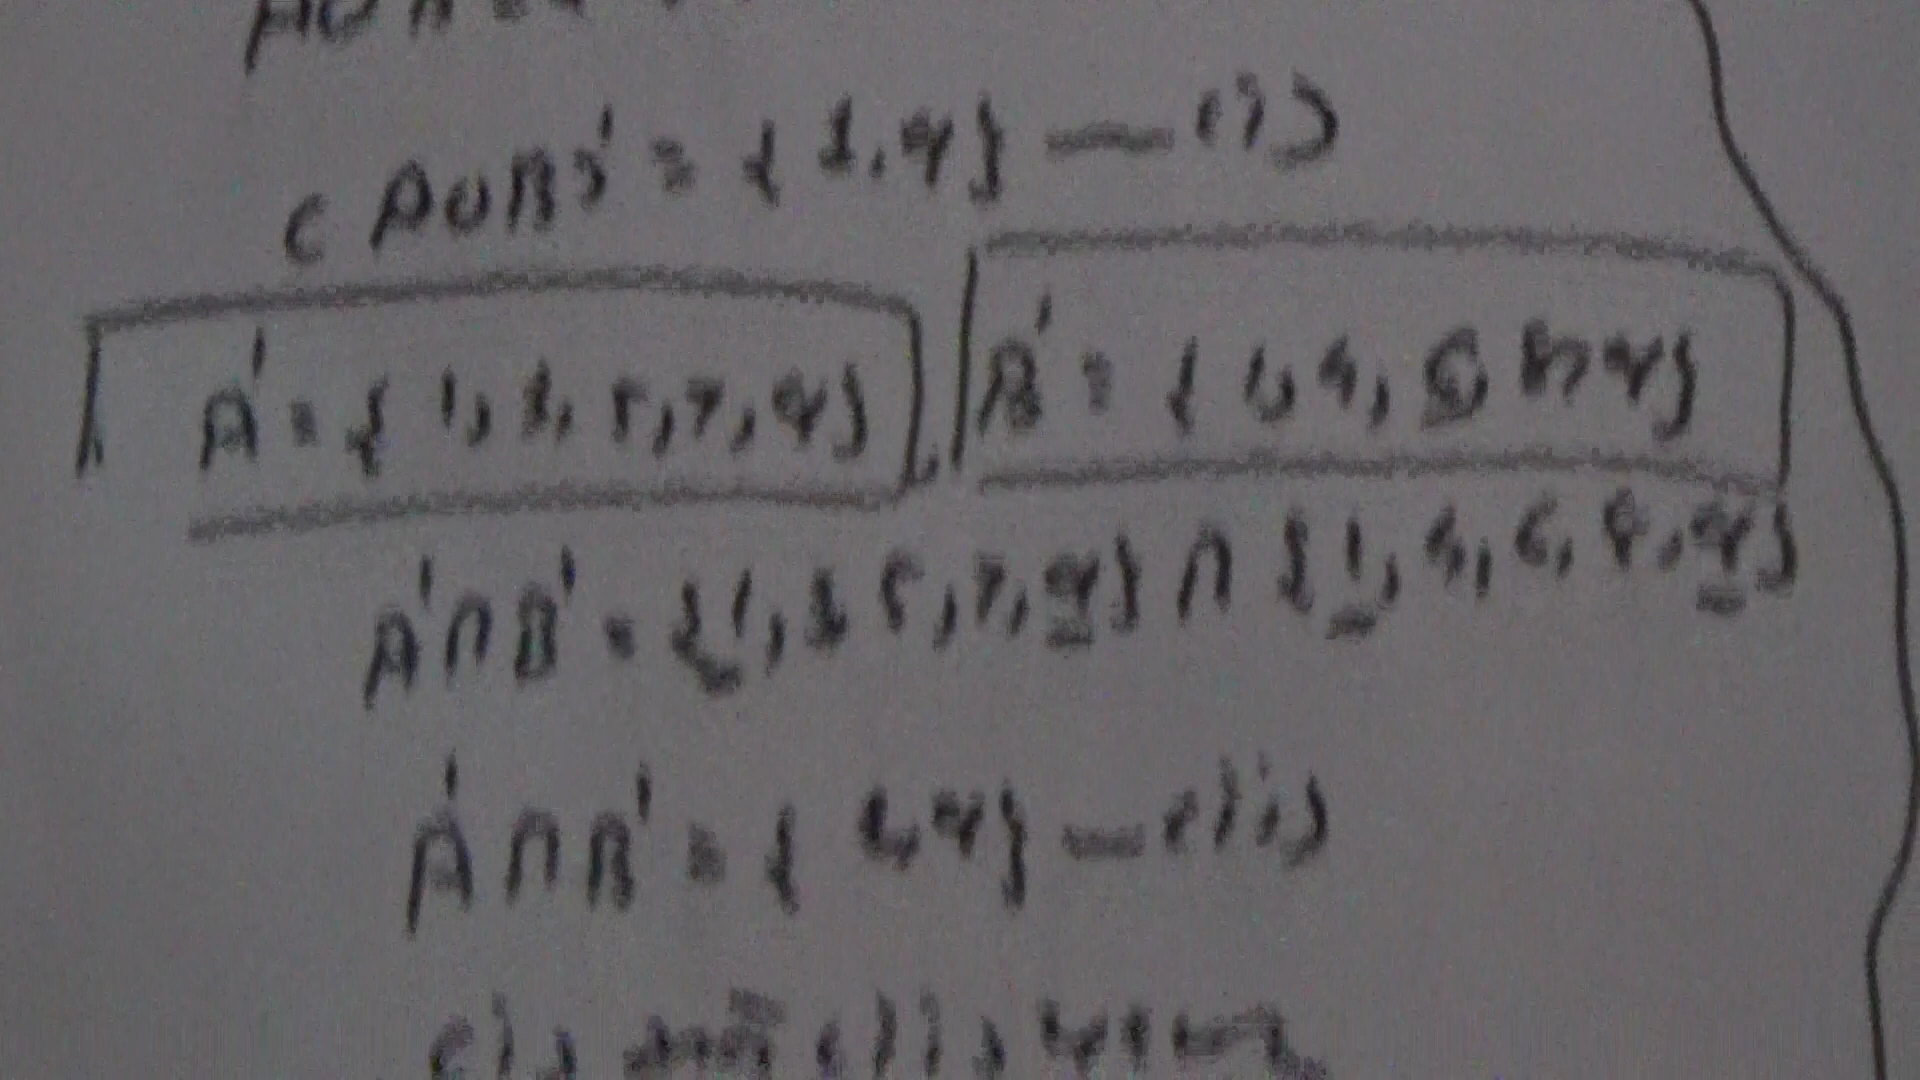 (A∪B)' = {1, 9} — (i)
A' = {1, 3, 5, 7, 9}, B' = {1, 4, 6, 8, 9}
A'∩B' = {1, 3 5, 7, 9} ∩ {1, 4, 6, 8, 9}
A'∩B' = {1, 9} — (ii)
(i) (ii)